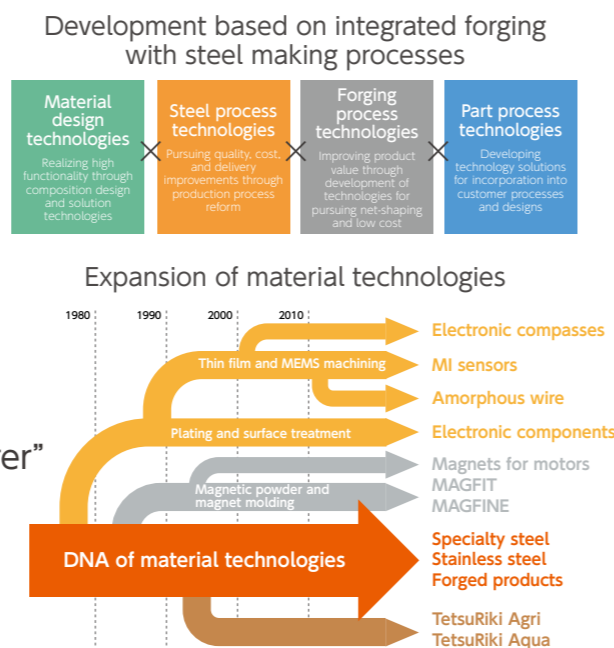 Development based on integrated forging
with steel making processes
Material
design
technologies
Realizing high
functionality through
composition design
and solution
technologies
Steel process
technologies
Pursuing quality, cost,
and delivery
improvements through
production process
reform
Forging
process
technologies
Improving product
value through
development of
technologies for
pursuing net-shaping
and low cost
Part process
technologies
Developing
technology solutions
for incorporation into
customer processes
and designs
Expansion of material technologies
1980
1990
2000
2010
Electronic compasses
Thin film and MEMS machining
MI sensors
Amorphous wire
Plating and surface treatment
Electronic components
er”
Magnetic powder and
magnet molding
Magnets for motors
MAGFIT
MAGFINE
DNA of material technologies
Specialty steel
Stainless steel
Forged products
TetsuRiki Agri
TetsuRiki Aqua